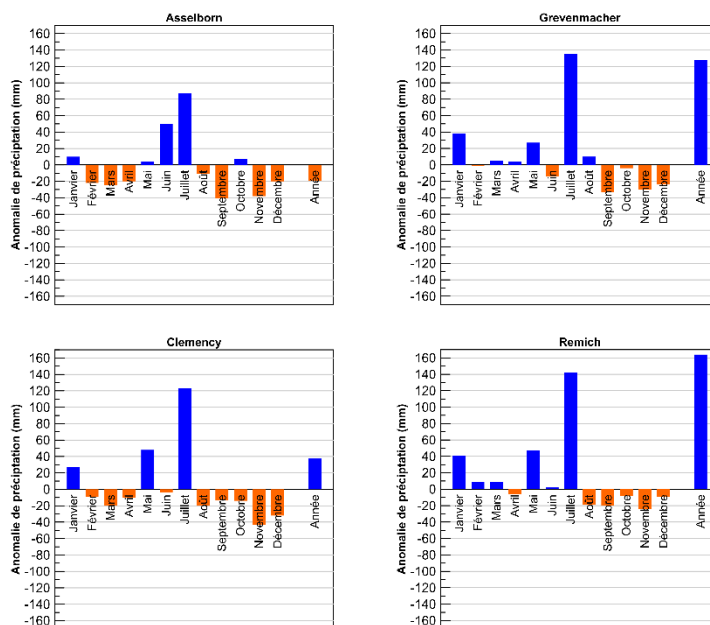 Asselborn
Anomalie de précipitation (mm)
160
140
120
100
80
60
40
20
0
-20
-40
-60
-80
-100
-120
-140
-160
Janvier
Février
Mars
Avril
Mai
Juin
Juillet
Août
Septembre
Octobre
Novembre
Décembre
Année
Grevenmacher
Anomalie de précipitation (mm)
160
140
120
100
80
60
40
20
0
-20
-40
-60
-80
-100
-120
-140
-160
Janvier
Février
Mars
Avril
Mai
Juin
Juillet
Août
Septembre
Octobre
Novembre
Décembre
Année
Clemency
Anomalie de précipitation (mm)
160
140
120
100
80
60
40
20
0
-20
-40
-60
-80
-100
-120
-140
-160
Janvier
Février
Mars
Avril
Mai
Juin
Juillet
Août
Septembre
Octobre
Novembre
Décembre
Année
Remich
Anomalie de précipitation (mm)
160
140
120
100
80
60
40
20
0
-20
-40
-60
-80
-100
-120
-140
-160
Janvier
Février
Mars
Avril
Mai
Juin
Juillet
Août
Septembre
Octobre
Novembre
Décembre
Année